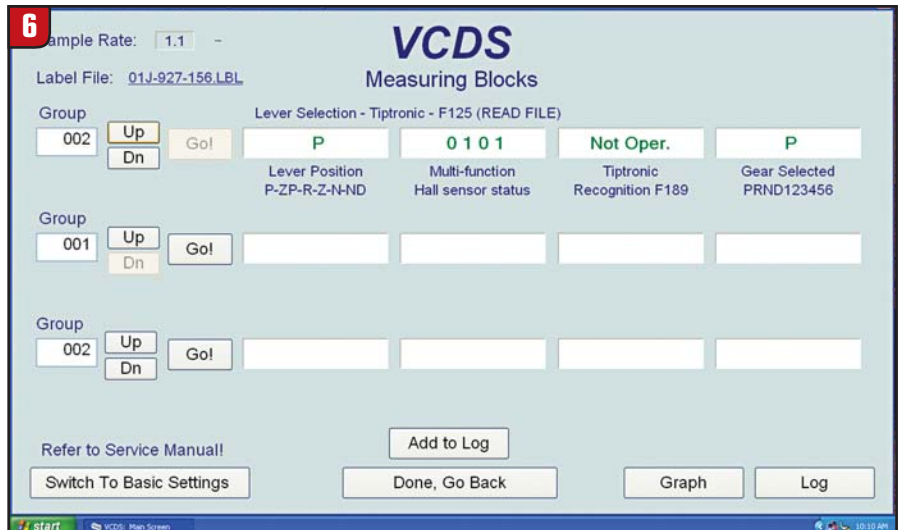 6
ample Rate: 1.1 -
VCDS
Label File: 01J-927-156.LBL
Measuring Blocks
Group
Lever Selection - Tiptronic - F125 (READ FILE)
002 Up Dn Go! P 0 1 0 1 Not Oper. P
Lever Position Multi-function Tiptronic Gear Selected
P-ZP-R-Z-N-ND Hall sensor status Recognition F189 PRND123456
Group
001 Up Dn Go!
Group
002 Up Dn Go!
Refer to Service Manual!
Add to Log
Switch To Basic Settings Done, Go Back Graph Log
start VCDS: Main Screen 10:10 AM